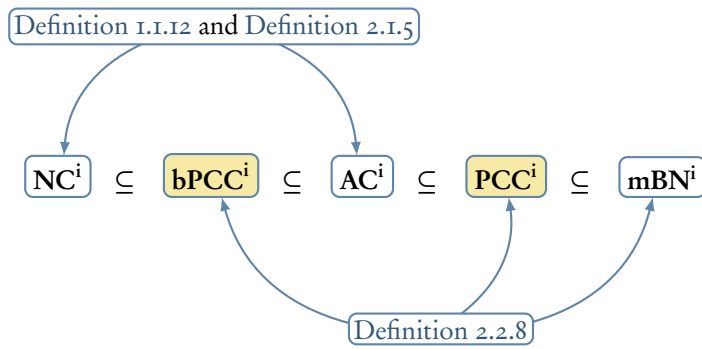 Definition 1.1.12 and Definition 2.1.5
NCⁱ ⊆ bPCCⁱ ⊆ ACⁱ ⊆ PCCⁱ ⊆ mBNⁱ
Definition 2.2.8